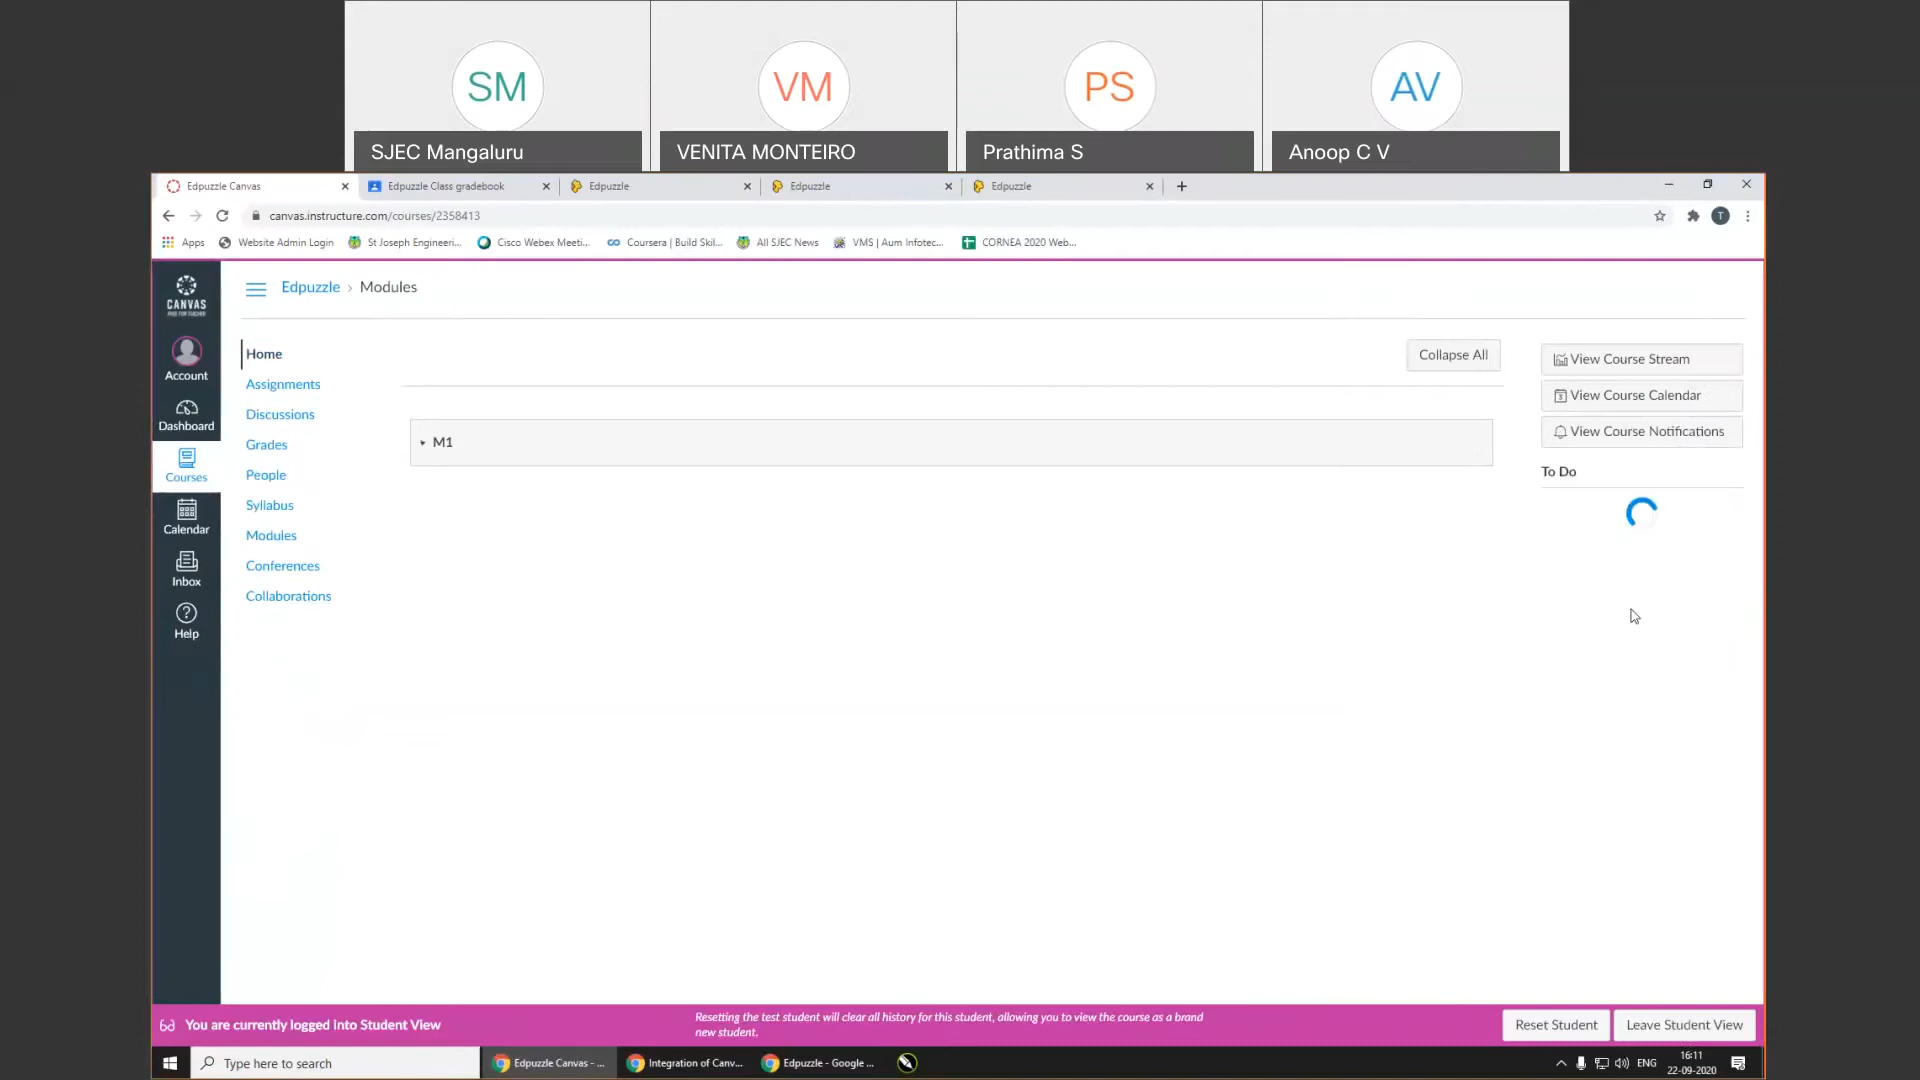 SM
VM
PS
AV
SJEC Mangaluru
VENITA MONTEIRO
Prathima S
Anoop C V
Edpuzzle Canvas
Edpuzzle Class gradebook
Edpuzzle
Edpuzzle
Edpuzzle
canvas.instructure.com/courses/2358413
T
Apps
Website Admin Login
St Joseph Engineeri...
Cisco Webex Meeti...
Coursera | Build Skil...
All SJEC News
VMS | Aum Infotec...
CORNEA 2020 Web...
CANVAS
FREE FOR TEACHER
Account
Dashboard
Courses
Calendar
Inbox
Help
Edpuzzle › Modules
Home
Assignments
Discussions
Grades
People
Syllabus
Modules
Conferences
Collaborations
Collapse All
M1
View Course Stream
View Course Calendar
View Course Notifications
To Do
You are currently logged into Student View
Resetting the test student will clear all history for this student, allowing you to view the course as a brand
new student.
Reset Student
Leave Student View
Type here to search
Edpuzzle Canvas - ...
Integration of Canv...
Edpuzzle - Google ...
ENG
16:11
22-09-2020